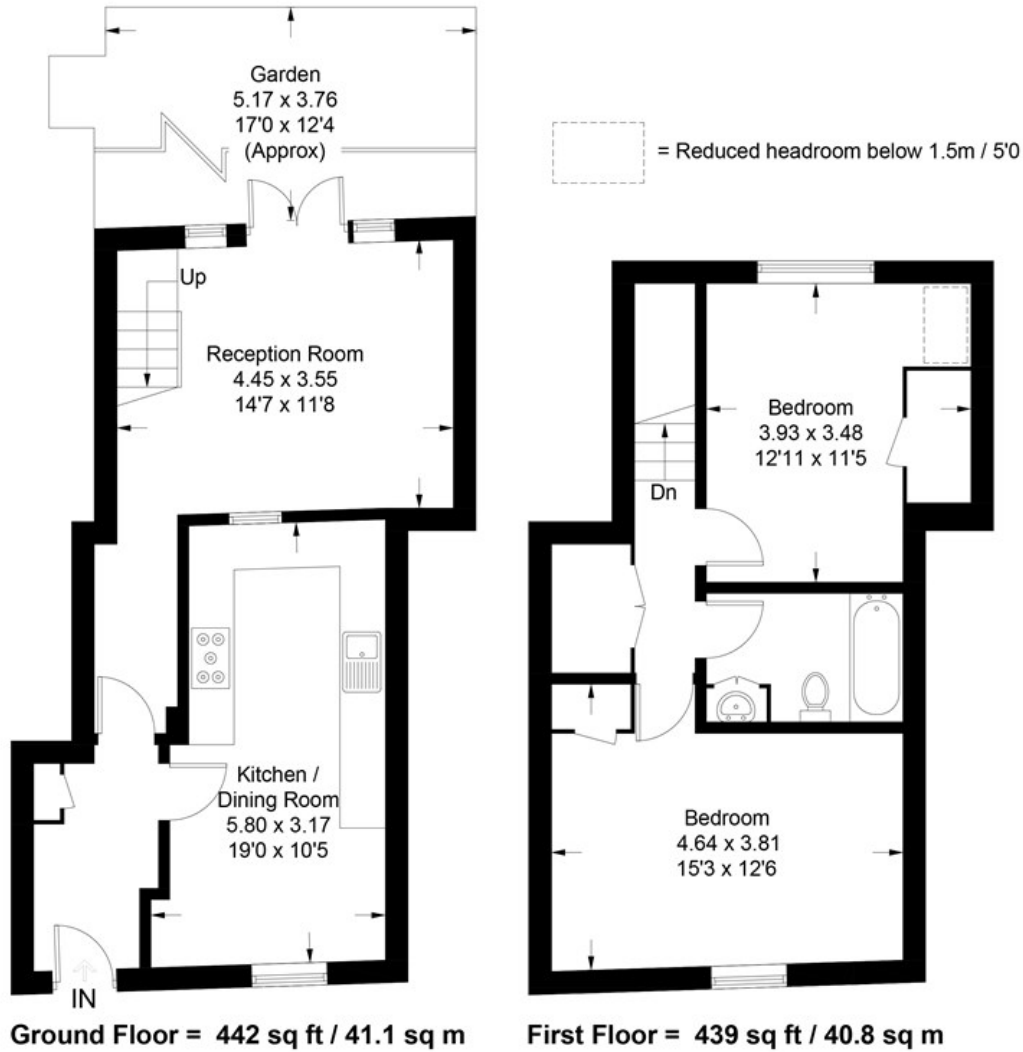 Garden
5.17 x 3.76
17'0 x 12'4
(Approx)
= Reduced headroom below 1.5m / 5'0
Up
Reception Room
4.45 x 3.55
14'7 x 11'8
Bedroom
3.93 x 3.48
12'11 x 11'5
Dn
Kitchen /
Dining Room
5.80 x 3.17
19'0 x 10'5
Bedroom
4.64 x 3.81
15'3 x 12'6
IN
Ground Floor = 442 sq ft / 41.1 sq m
First Floor = 439 sq ft / 40.8 sq m